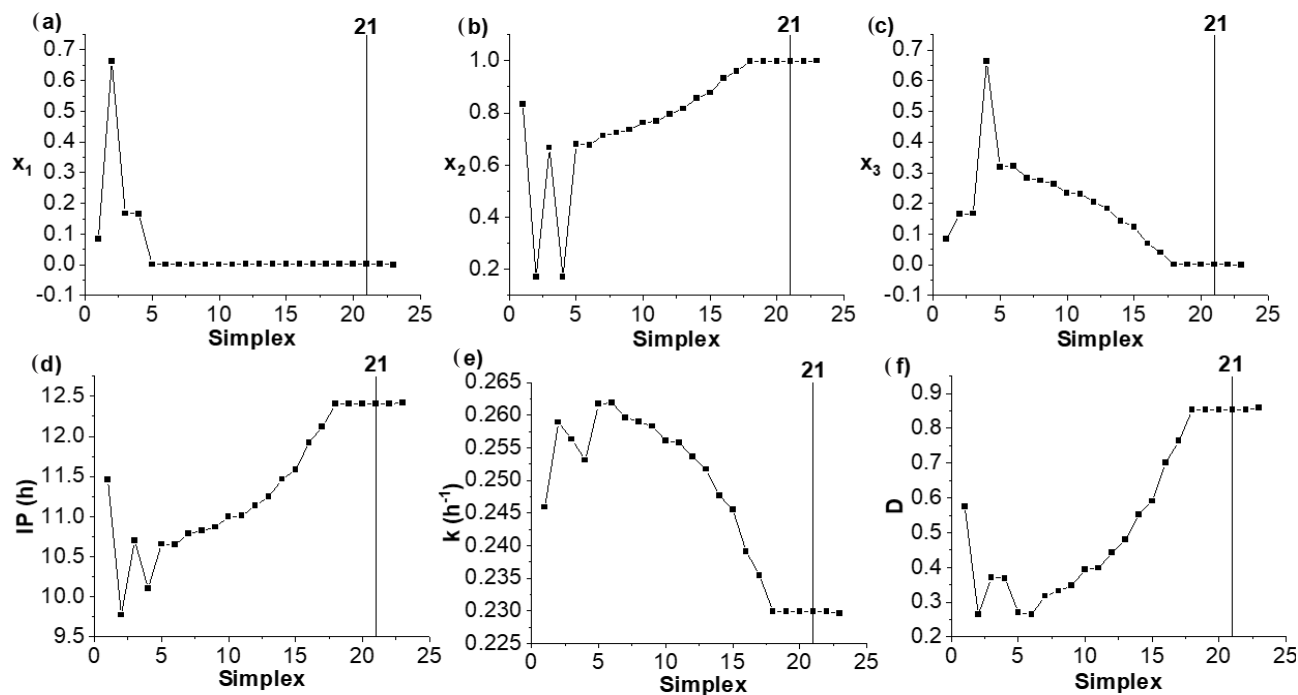 (a)
21
0.7
0.6
0.5
0.4
0.3
0.2
0.1
0.0
-0.1
x1
0 5 10 15 20 25
Simplex
(b)
21
1.0
0.8
0.6
0.4
0.2
x2
0 5 10 15 20 25
Simplex
(c)
21
0.7
0.6
0.5
0.4
0.3
0.2
0.1
0.0
-0.1
x3
0 5 10 15 20 25
Simplex
(d)
21
12.5
12.0
11.5
11.0
10.5
10.0
9.5
IP (h)
0 5 10 15 20 25
Simplex
(e)
21
0.265
0.260
0.255
0.250
0.245
0.240
0.235
0.230
0.225
k (h-1)
0 5 10 15 20 25
Simplex
(f)
21
0.9
0.8
0.7
0.6
0.5
0.4
0.3
0.2
D
0 5 10 15 20 25
Simplex